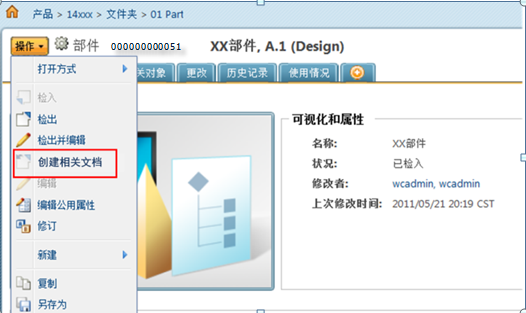 产品 > 14xxx > 文件夹 > 01 Part
操作 部件 000000000051 XX部件, A.1 (Design)
关对象 更改 历史记录 使用情况
打开方式
检入
检出
检出并编辑
创建相关文档
编辑
编辑公用属性
修订
新建
复制
另存为
可视化和属性
名称: XX部件
状况: 已检入
修改者: wcadmin, wcadmin
上次修改时间: 2011/05/21 20:19 CST